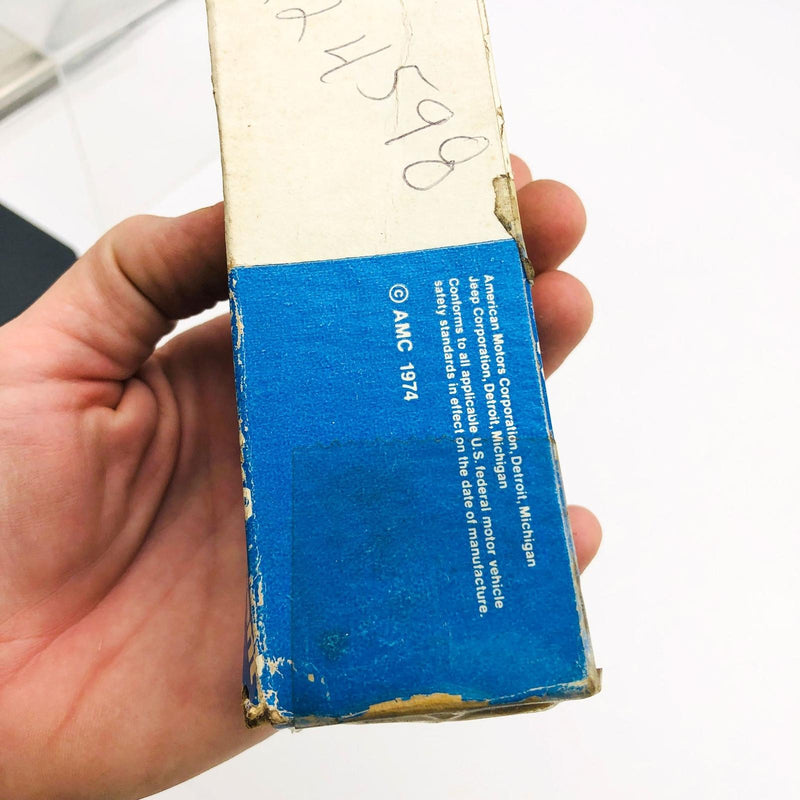 24598
American Motors Corporation, Detroit, Michigan
Jeep Corporation, Detroit, Michigan
Conforms to all applicable U.S. federal motor vehicle
safety standards in effect on the date of manufacture.
© AMC 1974